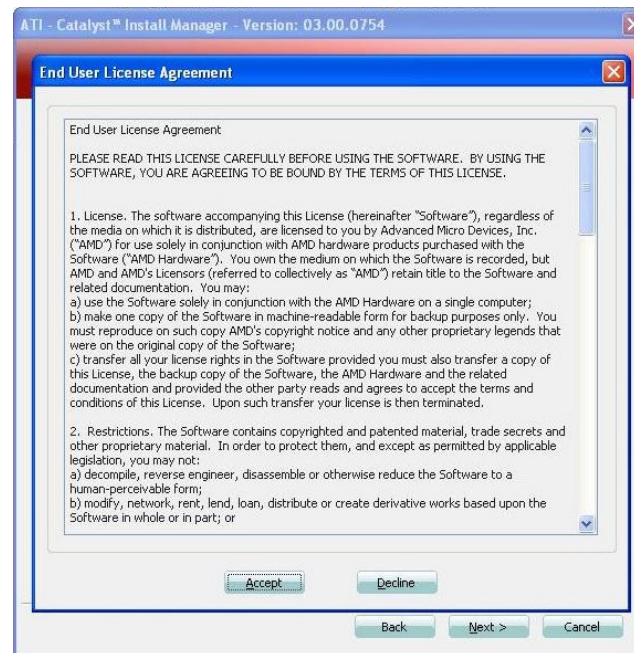 ATI - Catalyst™ Install Manager - Version: 03.00.0754
End User License Agreement
End User License Agreement
PLEASE READ THIS LICENSE CAREFULLY BEFORE USING THE SOFTWARE. BY USING THE
SOFTWARE, YOU ARE AGREEING TO BE BOUND BY THE TERMS OF THIS LICENSE.
1. License. The software accompanying this License (hereinafter "Software"), regardless of
the media on which it is distributed, are licensed to you by Advanced Micro Devices, Inc.
("AMD") for use solely in conjunction with AMD hardware products purchased with the
Software ("AMD Hardware"). You own the medium on which the Software is recorded, but
AMD and AMD's Licensors (referred to collectively as "AMD") retain title to the Software and
related documentation. You may:
a) use the Software solely in conjunction with the AMD Hardware on a single computer;
b) make one copy of the Software in machine-readable form for backup purposes only. You
must reproduce on such copy AMD's copyright notice and any other proprietary legends that
were on the original copy of the Software;
c) transfer all your license rights in the Software provided you must also transfer a copy of
this License, the backup copy of the Software, the AMD Hardware and the related
documentation and provided the other party reads and agrees to accept the terms and
conditions of this License. Upon such transfer your license is then terminated.
2. Restrictions. The Software contains copyrighted and patented material, trade secrets and
other proprietary material. In order to protect them, and except as permitted by applicable
legislation, you may not:
a) decompile, reverse engineer, disassemble or otherwise reduce the Software to a
human-perceivable form;
b) modify, network, rent, lend, loan, distribute or create derivative works based upon the
Software in whole or in part; or
Accept Decline
Back Next > Cancel